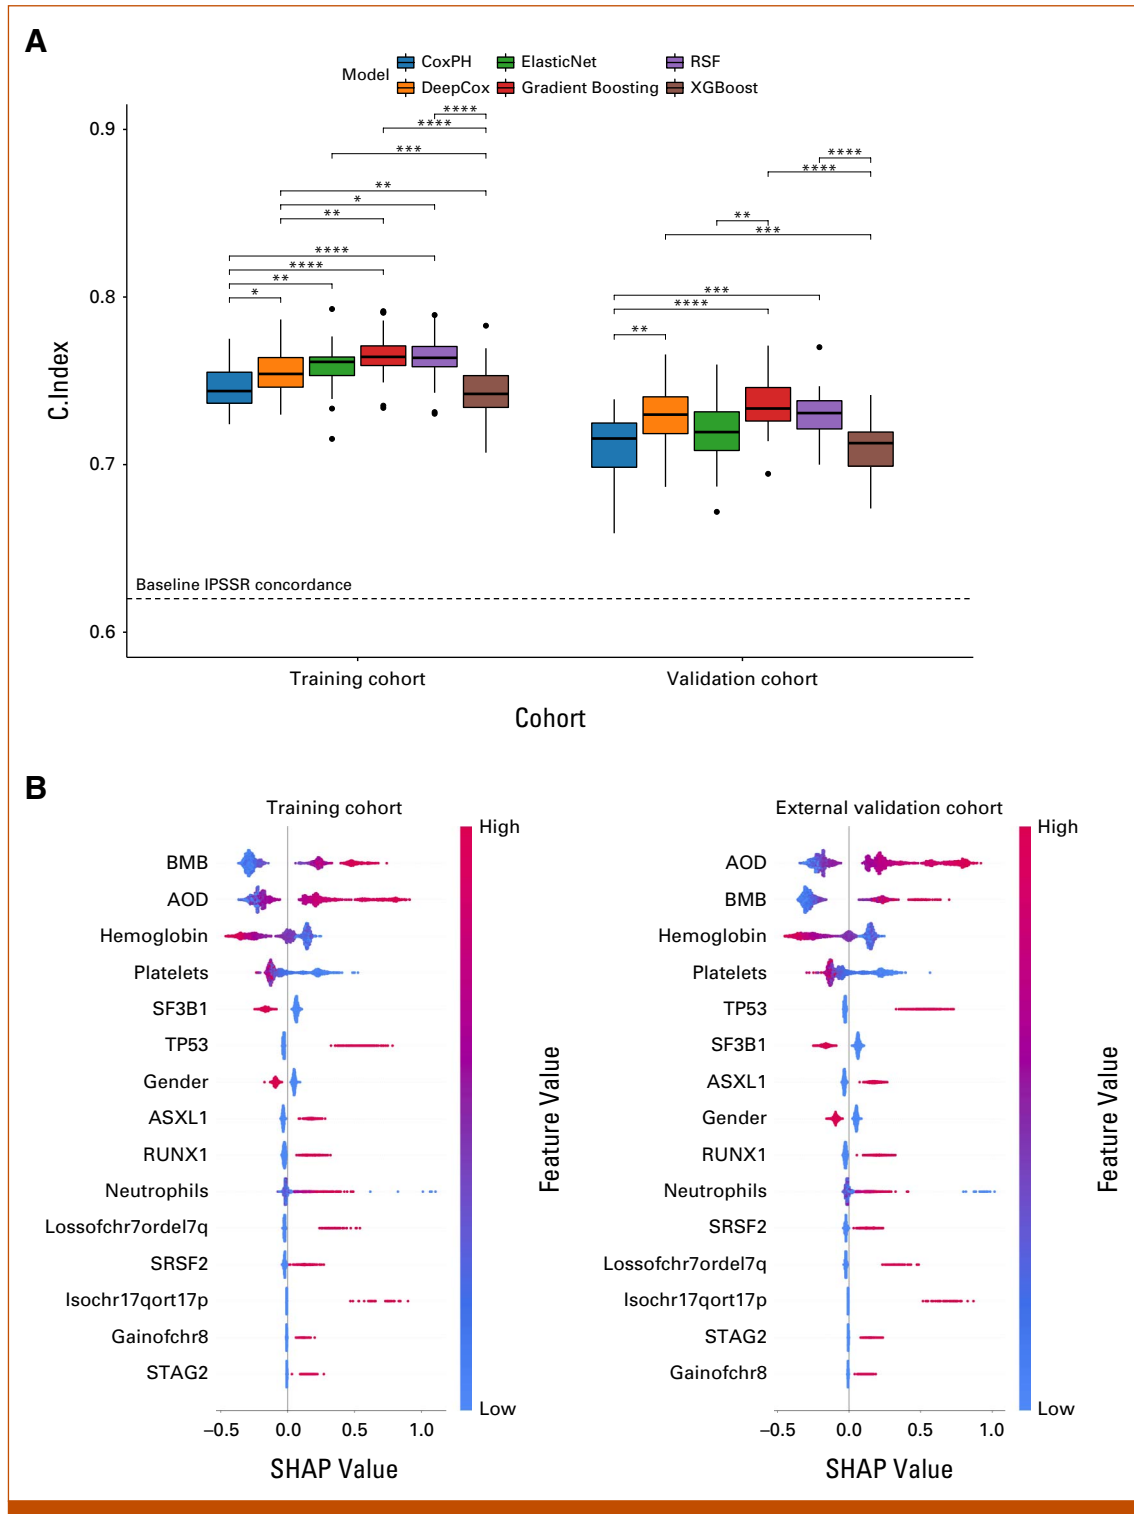 A
Model
CoxPH
ElasticNet
RSF
DeepCox
Gradient Boosting
XGBoost
****
****
***
**
*
**
****
****
**
*
****
****
**
***
***
****
**
0.9
0.8
0.7
0.6
C.Index
Baseline IPSSR concordance
Training cohort
Validation cohort
Cohort
B
Training cohort
High
BMB
AOD
Hemoglobin
Platelets
SF3B1
TP53
Gender
ASXL1
RUNX1
Neutrophils
Lossofchr7ordel7q
SRSF2
Isochr17qort17p
Gainofchr8
STAG2
Low
Feature Value
−0.5
0.0
0.5
1.0
SHAP Value
External validation cohort
High
AOD
BMB
Hemoglobin
Platelets
TP53
SF3B1
ASXL1
Gender
RUNX1
Neutrophils
SRSF2
Lossofchr7ordel7q
Isochr17qort17p
STAG2
Gainofchr8
Low
Feature Value
−0.5
0.0
0.5
1.0
SHAP Value